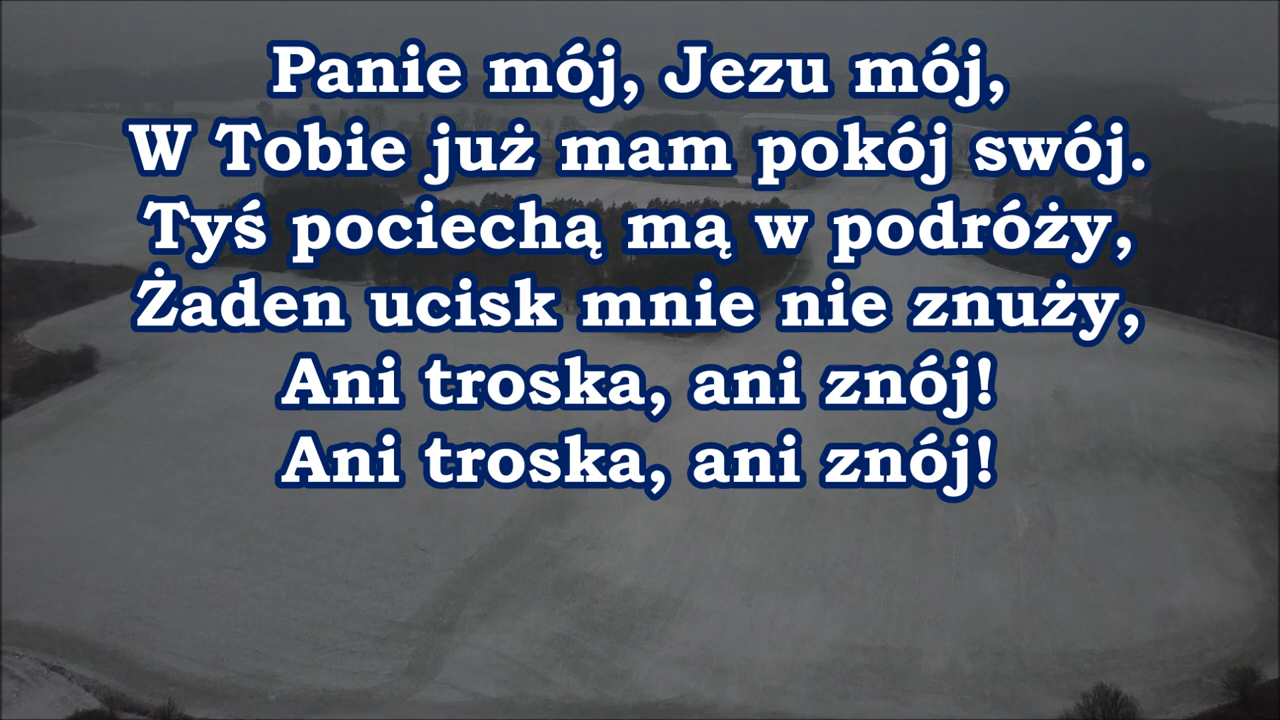 Panie mój, Jezu mój,
W Tobie już mam pokój swój.
Tyś pociechą mą w podróży,
Żaden ucisk mnie nie znuży,
Ani troska, ani znój!
Ani troska, ani znój!